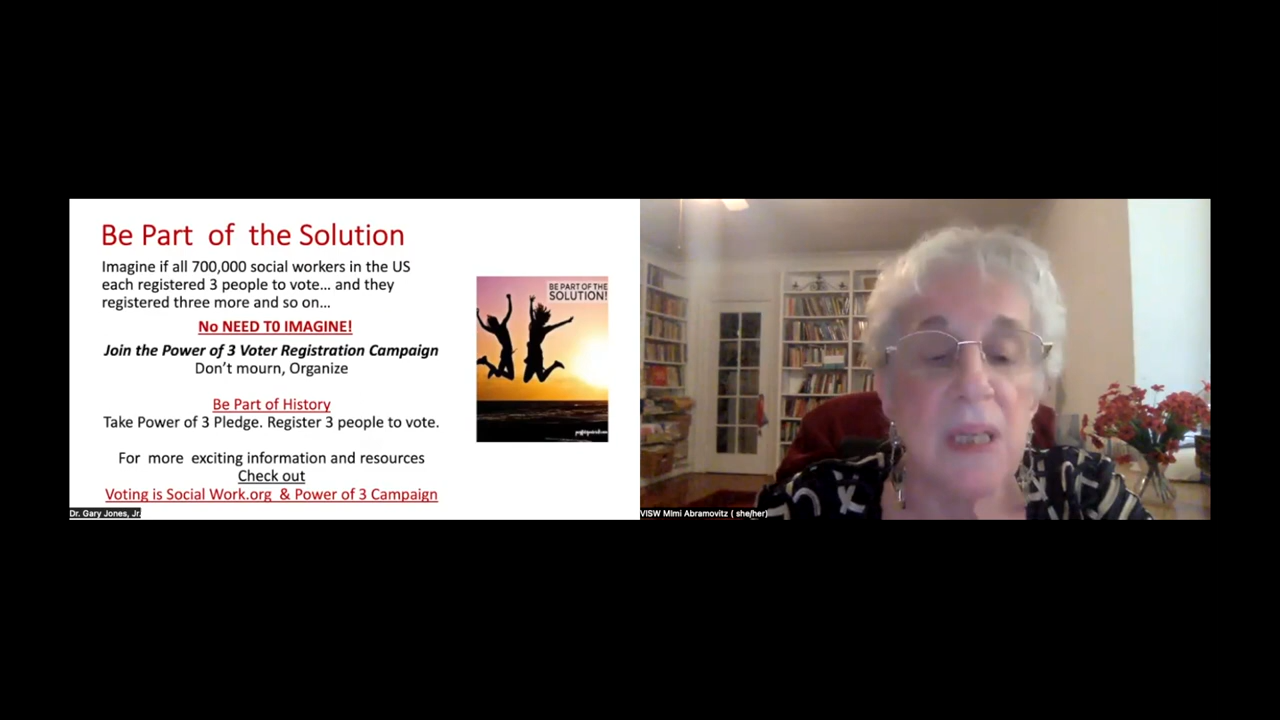 Be Part of the Solution
Imagine if all 700,000 social workers in the US
each registered 3 people to vote... and they
registered three more and so on...
No NEED T0 IMAGINE!
Join the Power of 3 Voter Registration Campaign
Don't mourn, Organize
Be Part of History
Take Power of 3 Pledge. Register 3 people to vote.
For more exciting information and resources
Check out
Voting is Social Work.org & Power of 3 Campaign
BE PART OF THE
SOLUTION!
Dr. Gary Jones, Jr.
VISW MImi Abramovitz ( she/her)